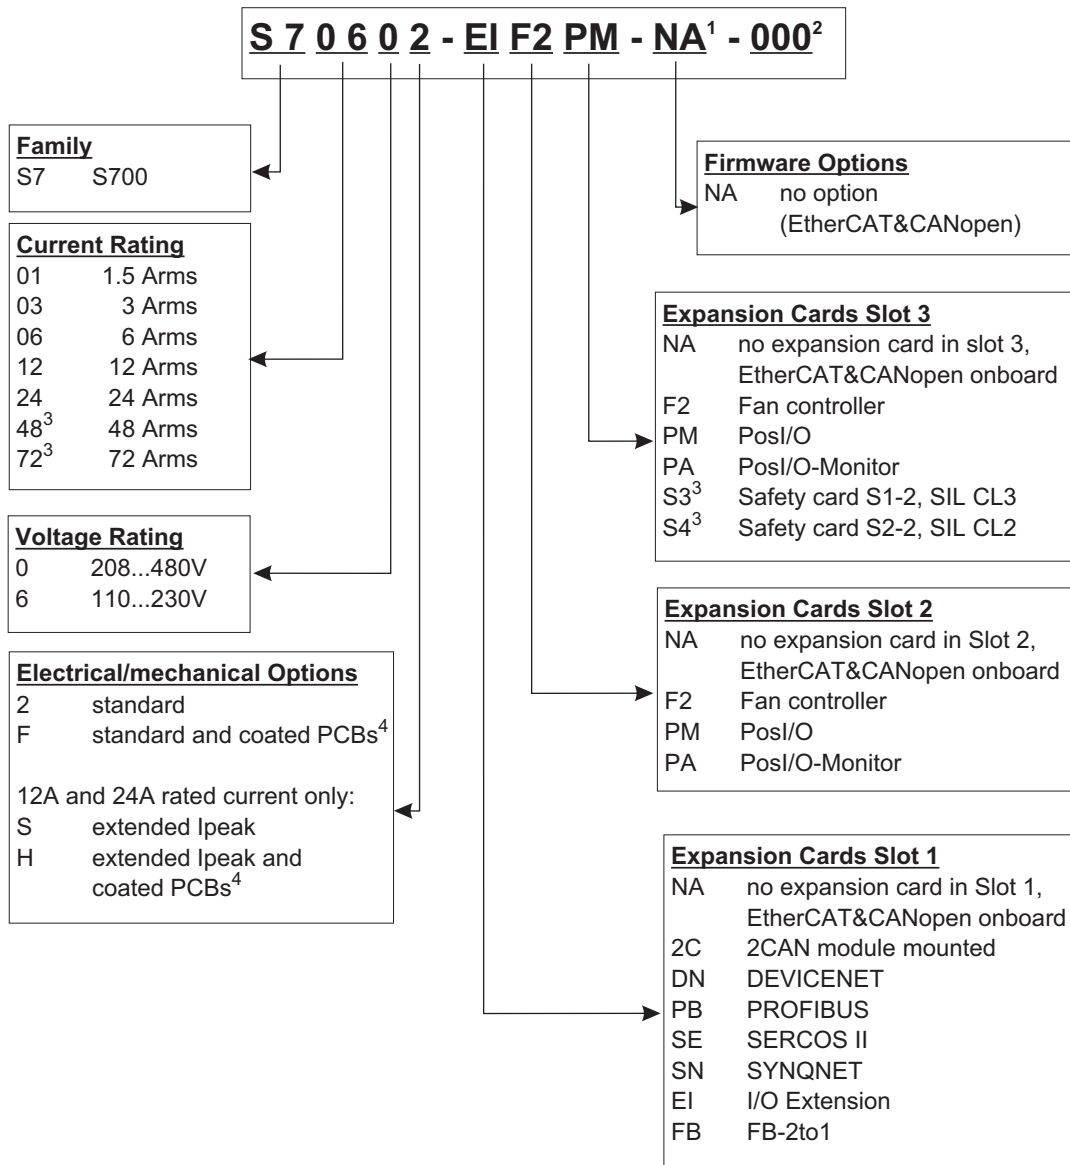 S 7 0 6 0 2 - EI F2 PM - NA¹ - 000²
Family
S7 S700
Current Rating
01 1.5 Arms
03 3 Arms
06 6 Arms
12 12 Arms
24 24 Arms
48³ 48 Arms
72³ 72 Arms
Voltage Rating
0 208...480V
6 110...230V
Electrical/mechanical Options
2 standard
F standard and coated PCBs⁴
12A and 24A rated current only:
S extended Ipeak
H extended Ipeak and
coated PCBs⁴
Firmware Options
NA no option
(EtherCAT&CANopen)
Expansion Cards Slot 3
NA no expansion card in slot 3,
EtherCAT&CANopen onboard
F2 Fan controller
PM PosI/O
PA PosI/O-Monitor
S3³ Safety card S1-2, SIL CL3
S4³ Safety card S2-2, SIL CL2
Expansion Cards Slot 2
NA no expansion card in Slot 2,
EtherCAT&CANopen onboard
F2 Fan controller
PM PosI/O
PA PosI/O-Monitor
Expansion Cards Slot 1
NA no expansion card in Slot 1,
EtherCAT&CANopen onboard
2C 2CAN module mounted
DN DEVICENET
PB PROFIBUS
SE SERCOS II
SN SYNQNET
EI I/O Extension
FB FB-2to1